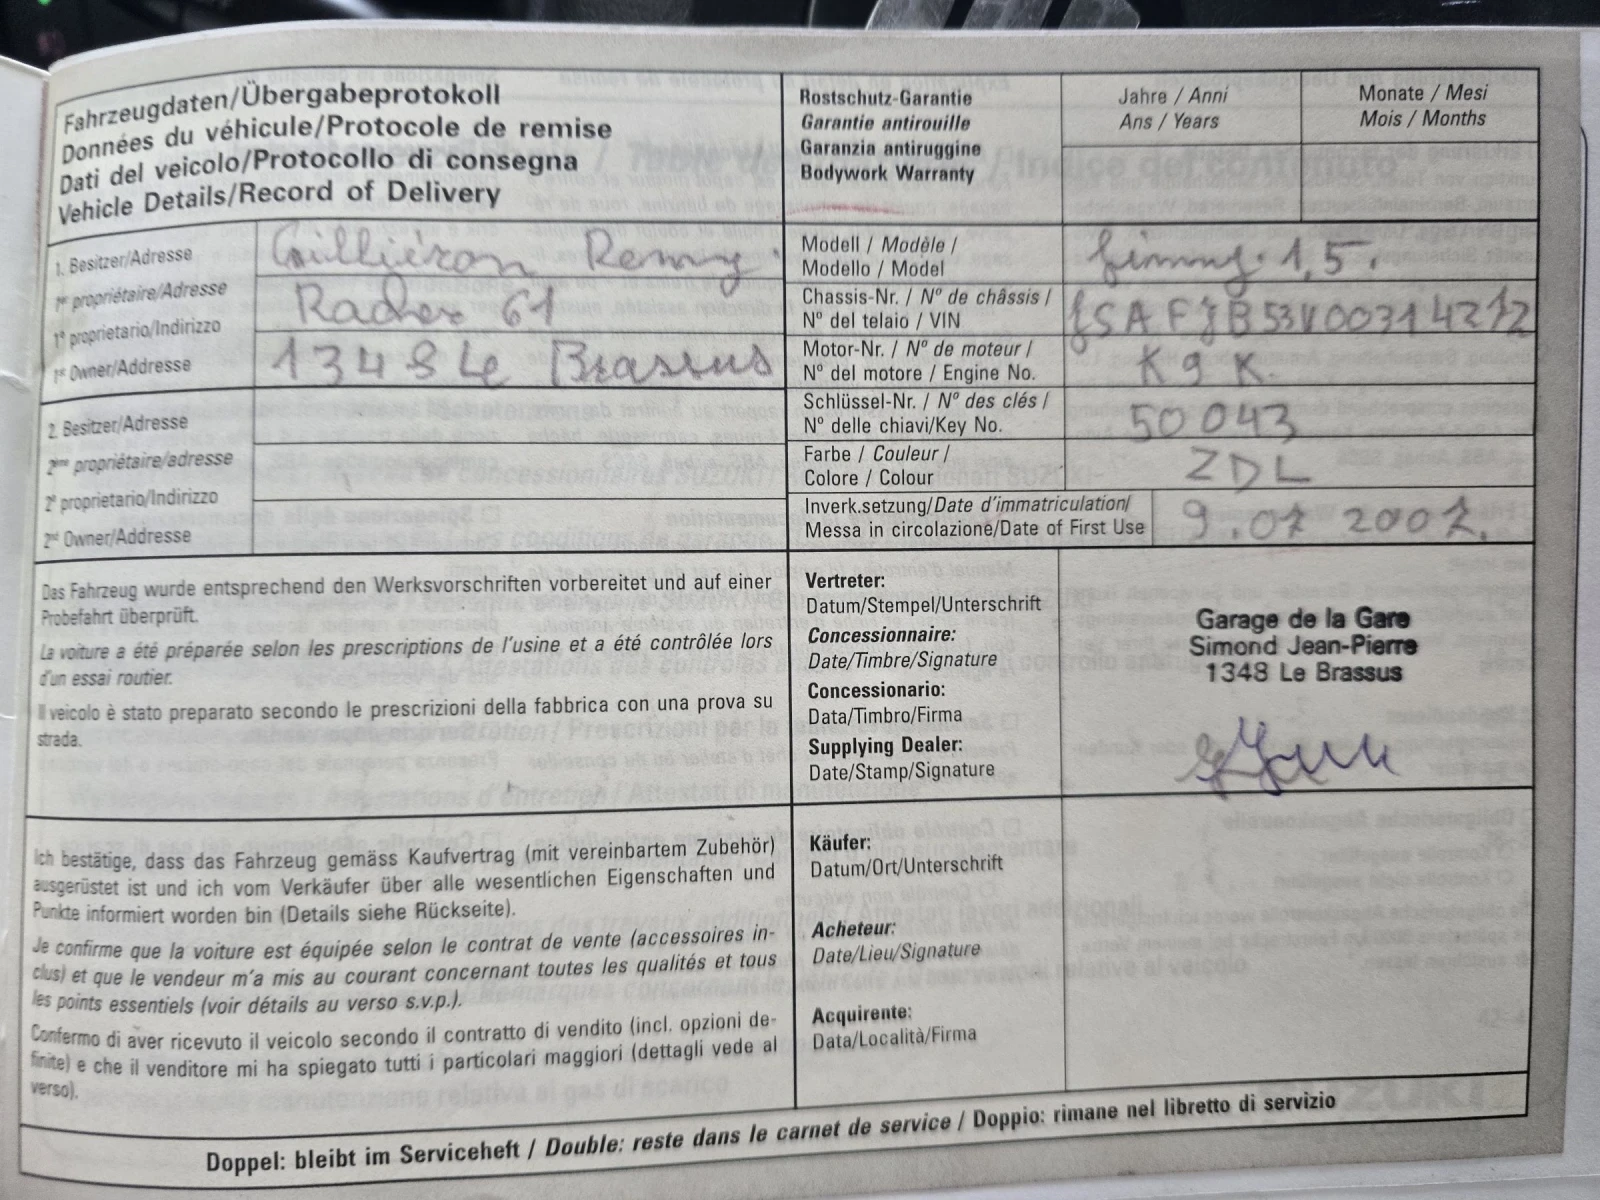 Fahrzeugdaten/Übergabeprotokoll
Données du véhicule/Protocole de remise
Dati del veicolo/Protocollo di consegna
Vehicle Details/Record of Delivery
Rostschutz-Garantie
Garantie antirouille
Garanzia antiruggine
Bodywork Warranty
Jahre / Anni
Ans / Years
Monate / Mesi
Mois / Months
1. Besitzer/Adresse
1er propriétaire/Adresse
1° proprietario/Indirizzo
1st Owner/Address
Gilliéron Remy.
61
1348 Le Brassus
2. Besitzer/Adresse
2ème propriétaire/adresse
2° proprietario/Indirizzo
2nd Owner/Address
Modell / Modèle /
Modello / Model
Jimny. 1,5.
Chassis-Nr. / N° de châssis /
N° del telaio / VIN
JSAFJB53V00314212
Motor-Nr. / N° de moteur /
N° del motore / Engine No.
K9K.
Schlüssel-Nr. / N° des clés /
N° delle chiavi/Key No.
50043
Farbe / Couleur /
Colore / Colour
ZDL
Inverk.setzung/Date d'immatriculation/
Messa in circolazione/Date of First Use
9.07 2007.
Das Fahrzeug wurde entsprechend den Werksvorschriften vorbereitet und auf einer
Probefahrt überprüft.
La voiture a été préparée selon les prescriptions de l'usine et a été contrôlée lors
d'un essai routier.
Il veicolo è stato preparato secondo le prescrizioni della fabbrica con una prova su
strada.
Vertreter:
Datum/Stempel/Unterschrift
Concessionnaire:
Date/Timbre/Signature
Concessionario:
Data/Timbro/Firma
Supplying Dealer:
Date/Stamp/Signature
Garage de la Gare
Simond Jean-Pierre
1348 Le Brassus
Ich bestätige, dass das Fahrzeug gemäss Kaufvertrag (mit vereinbartem Zubehör)
ausgerüstet ist und ich vom Verkäufer über alle wesentlichen Eigenschaften und
Punkte informiert worden bin (Details siehe Rückseite).
Je confirme que la voiture est équipée selon le contrat de vente (accessoires in-
clus) et que le vendeur m'a mis au courant concernant toutes les qualités et tous
les points essentiels (voir détails au verso s.v.p.).
Confermo di aver ricevuto il veicolo secondo il contratto di vendito (incl. opzioni de-
finite) e che il venditore mi ha spiegato tutti i particolari maggiori (dettagli vede al
verso).
Käufer:
Datum/Ort/Unterschrift
Acheteur:
Date/Lieu/Signature
Acquirente:
Data/Località/Firma
Doppel: bleibt im Serviceheft / Double: reste dans le carnet de service / Doppio: rimane nel libretto di servizio